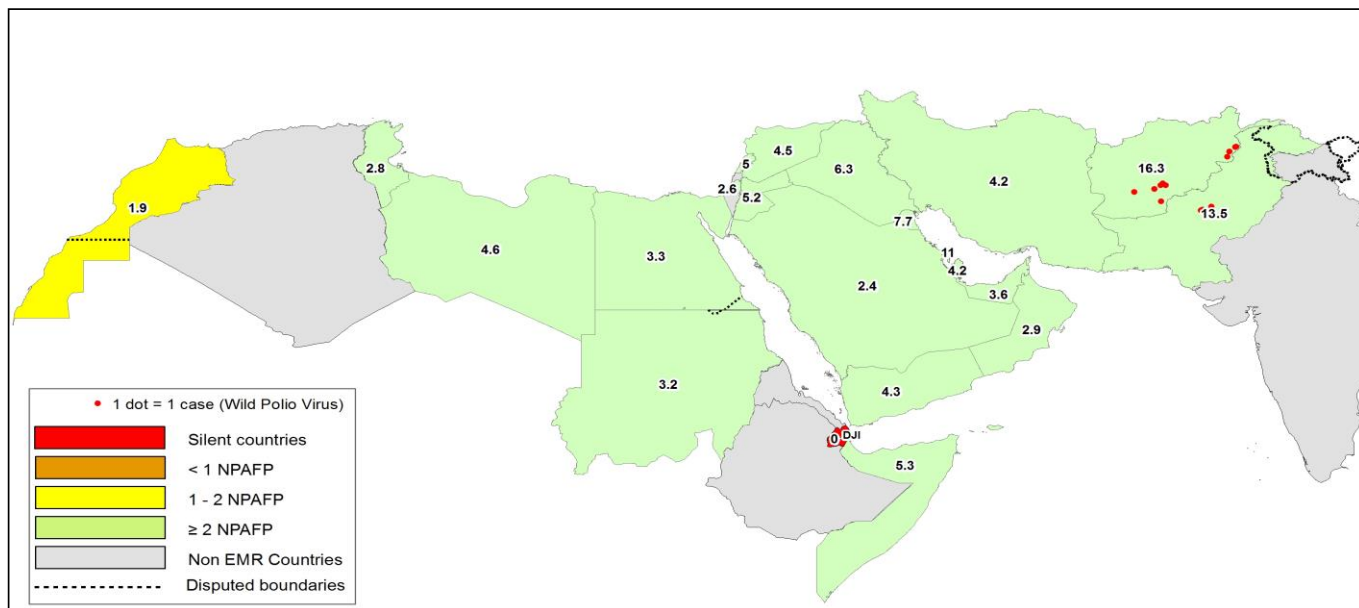 1.9
2.8
4.6
3.3
3.2
5
2.6
5.2
4.5
6.3
7.7
4.2
16.3
13.5
11
4.2
3.6
2.4
2.9
4.3
0
DJI
5.3
1 dot = 1 case (Wild Polio Virus)
Silent countries
< 1 NPAFP
1 - 2 NPAFP
≥ 2 NPAFP
Non EMR Countries
Disputed boundaries